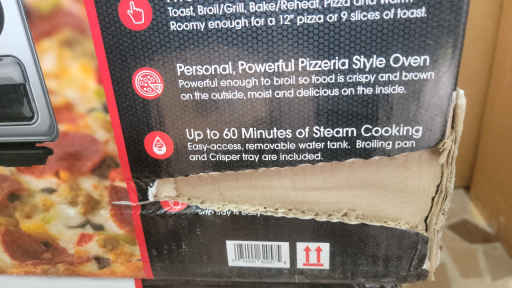 Toast, Broil/Grill, Bake/Reheat, Pizza and Warm
Roomy enough for a 12" pizza or 9 slices of toast.
Personal, Powerful Pizzeria Style Oven
Powerful enough to broil so food is crispy and brown
on the outside, moist and delicious on the inside.
Up to 60 Minutes of Steam Cooking
Easy-access, removable water tank. Broiling pan
and Crisper tray are included.